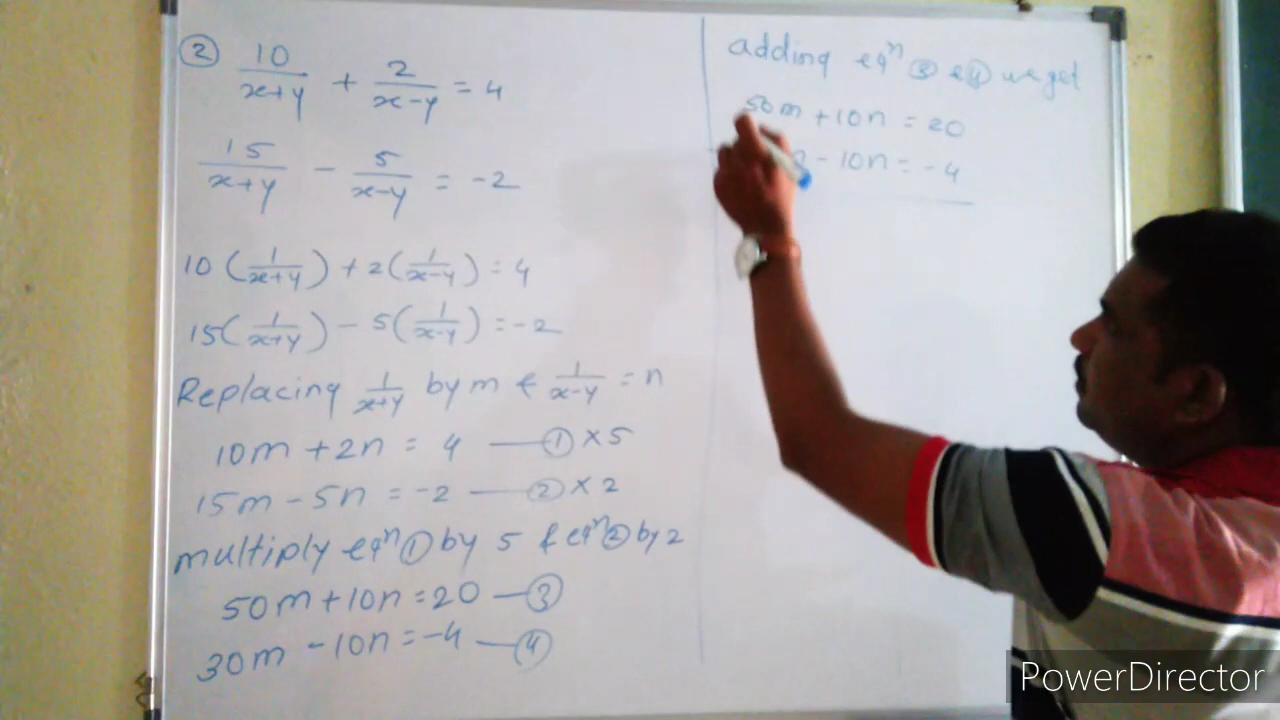 ② 10/x+y + 2/x-y = 4
15/x+y - 5/x-y = -2
10 (1/x+y) + 2(1/x-y) = 4
15(1/x+y) - 5(1/x-y) = -2
Replacing 1/x+y by m & 1/x-y = n
10m + 2n = 4 — ① ×5
15m - 5n = -2 — ② ×2
multiply eqⁿ ① by 5 & eqⁿ ② by 2
50m + 10n = 20 — ③
30m - 10n = -4 — ④
adding eqⁿ ③ & ④ we get
50m + 10n = 20
- 10n = -4
PowerDirector